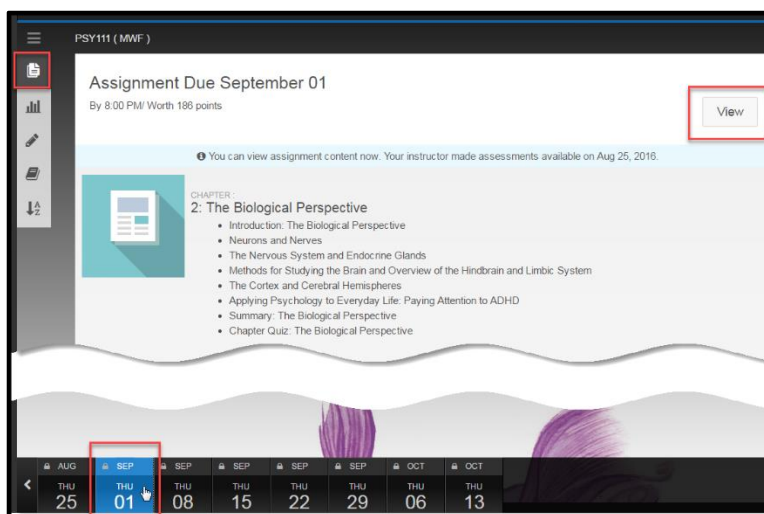 PSY111 ( MWF )
Assignment Due September 01
By 8:00 PM/ Worth 186 points
View
You can view assignment content now. Your instructor made assessments available on Aug 25, 2016.
CHAPTER :
2: The Biological Perspective
• Introduction: The Biological Perspective
• Neurons and Nerves
• The Nervous System and Endocrine Glands
• Methods for Studying the Brain and Overview of the Hindbrain and Limbic System
• The Cortex and Cerebral Hemispheres
• Applying Psychology to Everyday Life: Paying Attention to ADHD
• Summary: The Biological Perspective
• Chapter Quiz: The Biological Perspective
AUG SEP SEP SEP SEP SEP OCT OCT
THU THU THU THU THU THU THU THU
25 01 08 15 22 29 06 13